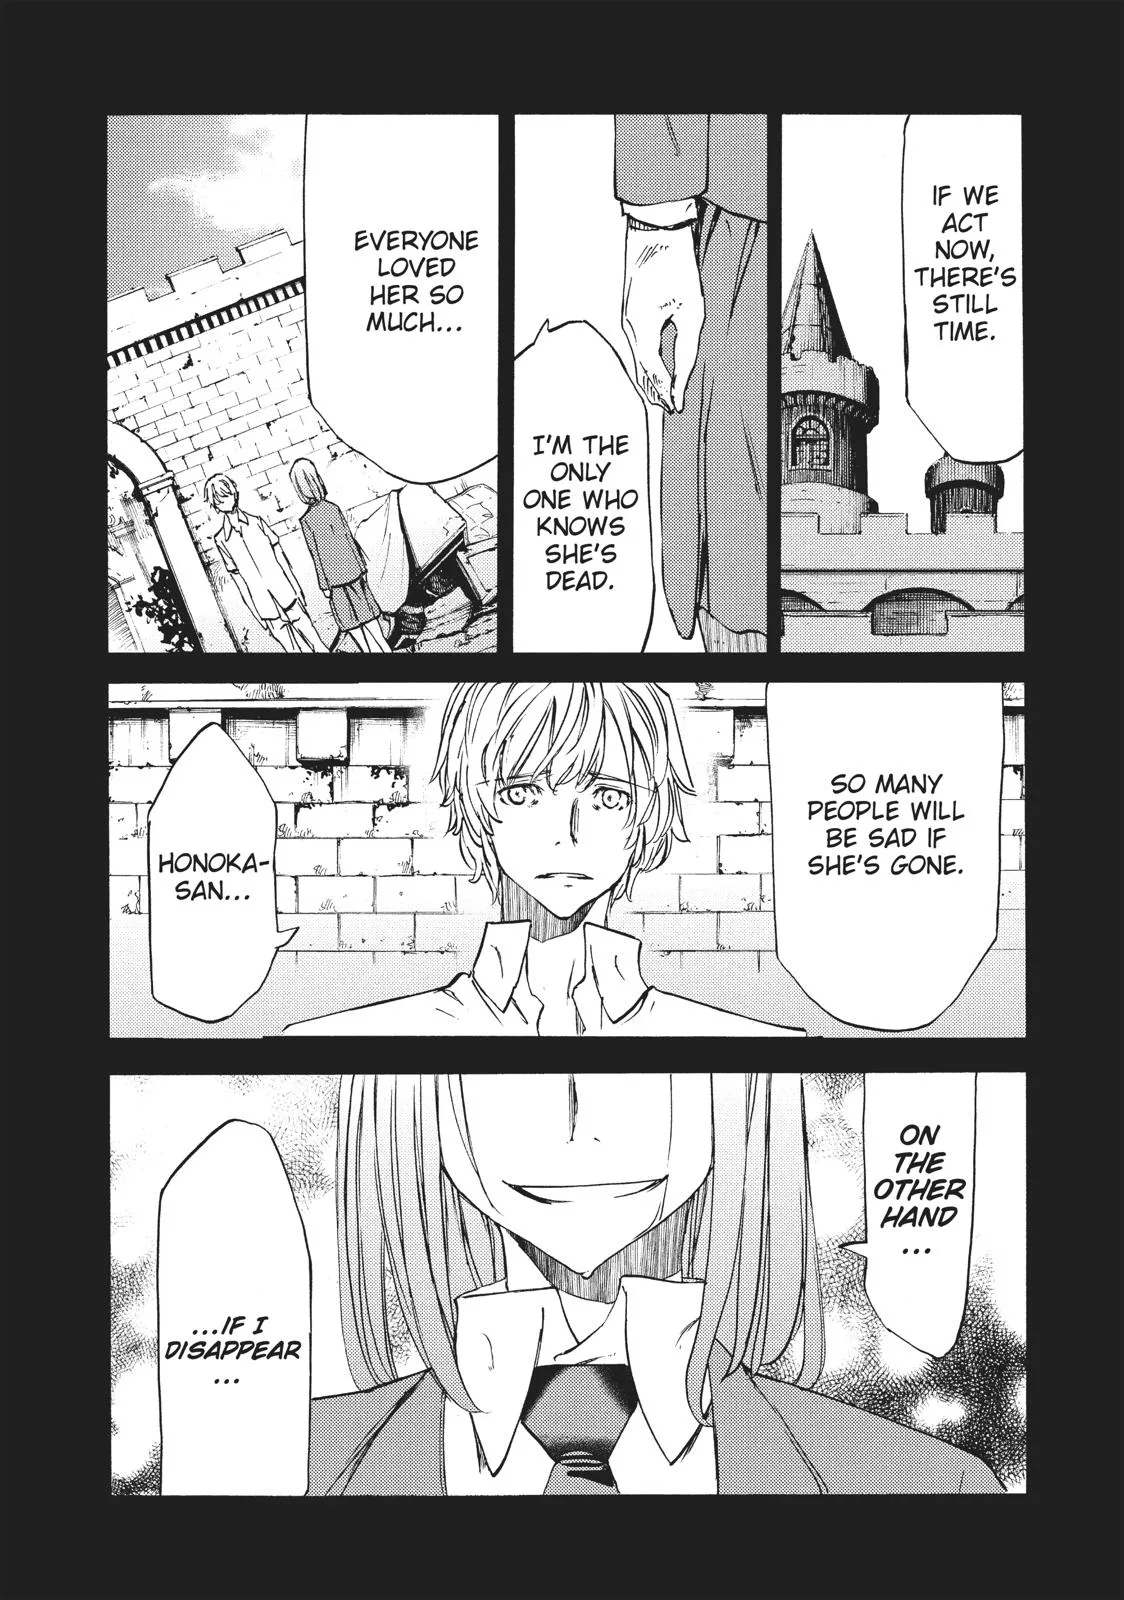 IF WE
ACT
NOW,
THERE'S
STILL
TIME.
I'M THE
ONLY
ONE WHO
KNOWS
SHE'S
DEAD.
EVERYONE
LOVED
HER SO
MUCH...
SO MANY
PEOPLE WILL
BE SAD IF
SHE'S GONE.
HONOKA-
SAN...
ON
THE
OTHER
HAND
...
...IF I
DISAPPEAR
...